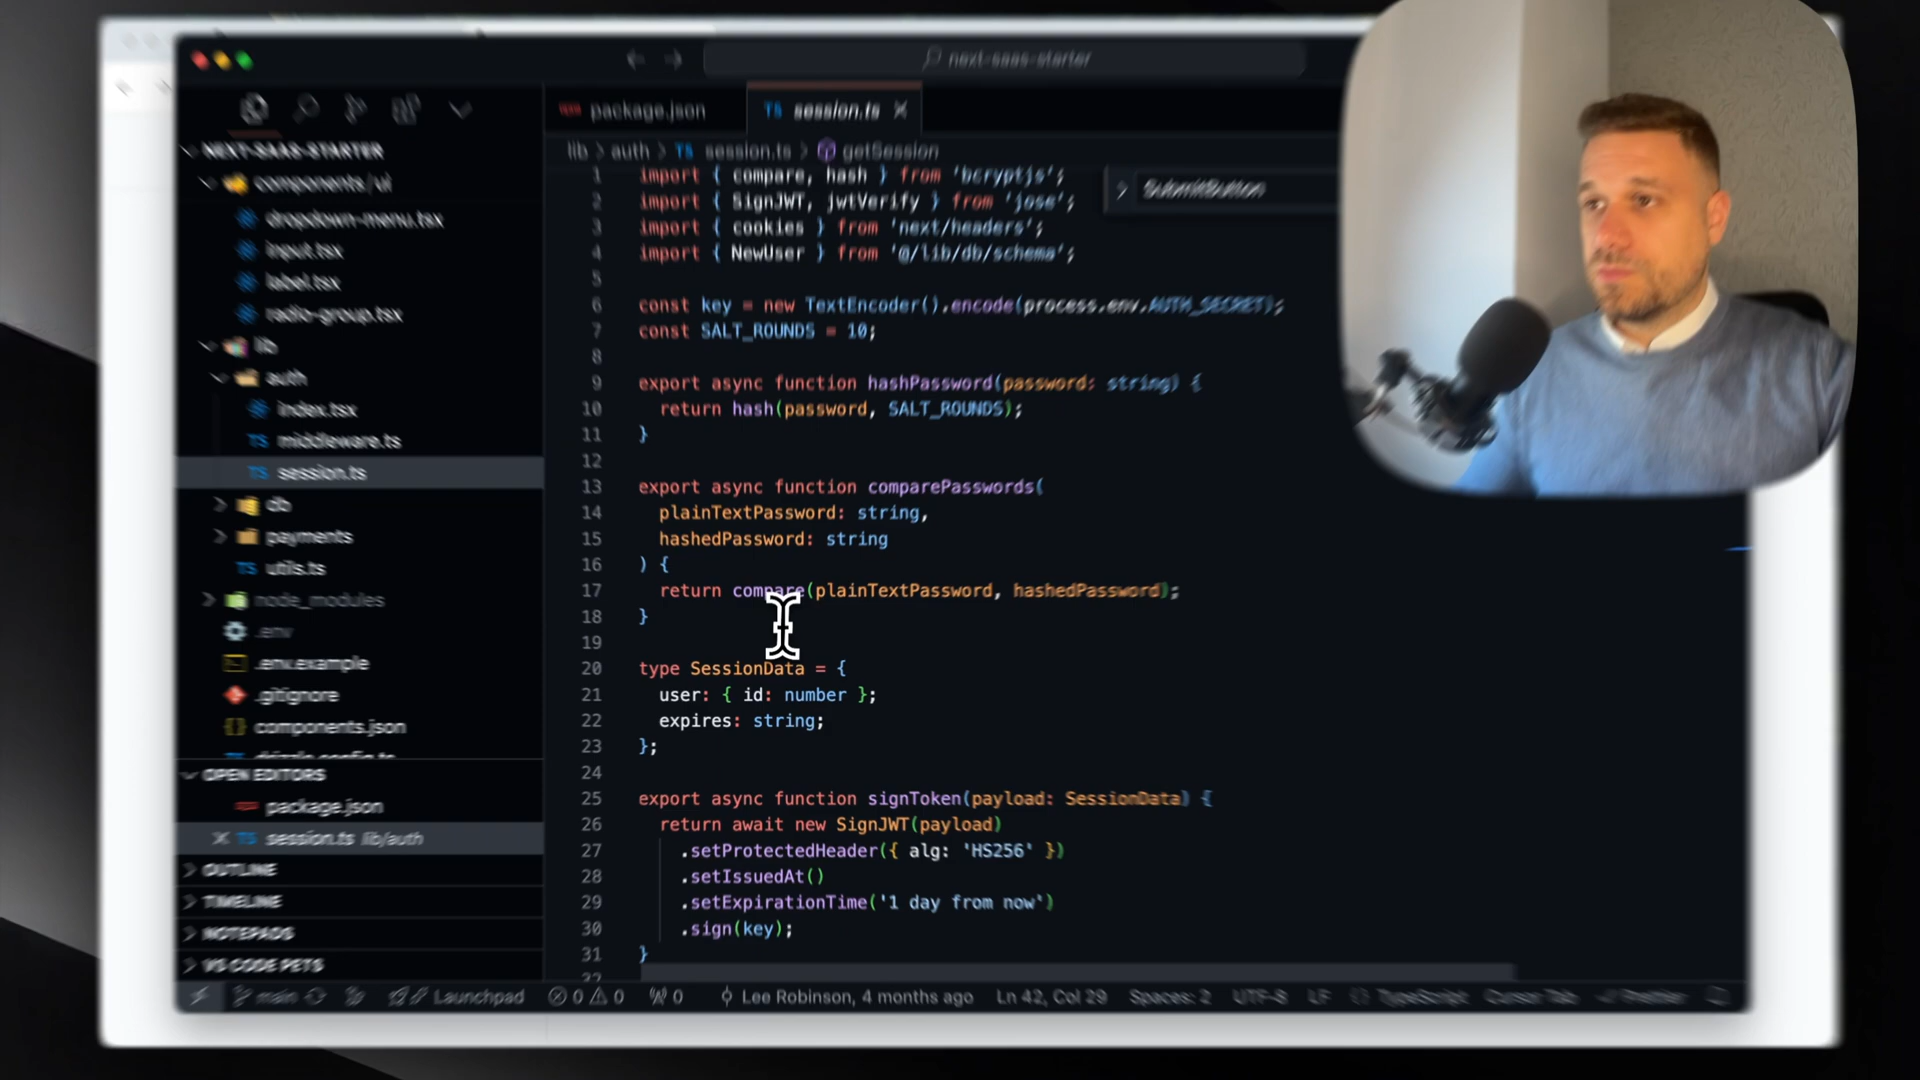 next-saas-starter
package.json
session.ts
NEXT-SAAS-STARTER
components/ui
dropdown-menu.tsx
input.tsx
label.tsx
radio-group.tsx
lib
auth
index.tsx
middleware.ts
session.ts
db
payments
utils.ts
node_modules
.env
.env.example
.gitignore
components.json
drizzle.config.ts
OPEN EDITORS
package.json
session.ts lib/auth
OUTLINE
TIMELINE
NOTEPADS
VS CODE PETS
lib > auth > TS session.ts > getSession
SubmitButton
1 import { compare, hash } from 'bcryptjs';
2 import { SignJWT, jwtVerify } from 'jose';
3 import { cookies } from 'next/headers';
4 import { NewUser } from '@/lib/db/schema';
5
6 const key = new TextEncoder().encode(process.env.AUTH_SECRET);
7 const SALT_ROUNDS = 10;
8
9 export async function hashPassword(password: string) {
10 return hash(password, SALT_ROUNDS);
11 }
12
13 export async function comparePasswords(
14 plainTextPassword: string,
15 hashedPassword: string
16 ) {
17 return compare(plainTextPassword, hashedPassword);
18 }
19
20 type SessionData = {
21 user: { id: number };
22 expires: string;
23 };
24
25 export async function signToken(payload: SessionData) {
26 return await new SignJWT(payload)
27 .setProtectedHeader({ alg: 'HS256' })
28 .setIssuedAt()
29 .setExpirationTime('1 day from now')
30 .sign(key);
31 }
32
main Launchpad 0 0 0 Lee Robinson, 4 months ago Ln 42, Col 29 Spaces: 2 UTF-8 LF TypeScript Cursor Tab Prettier